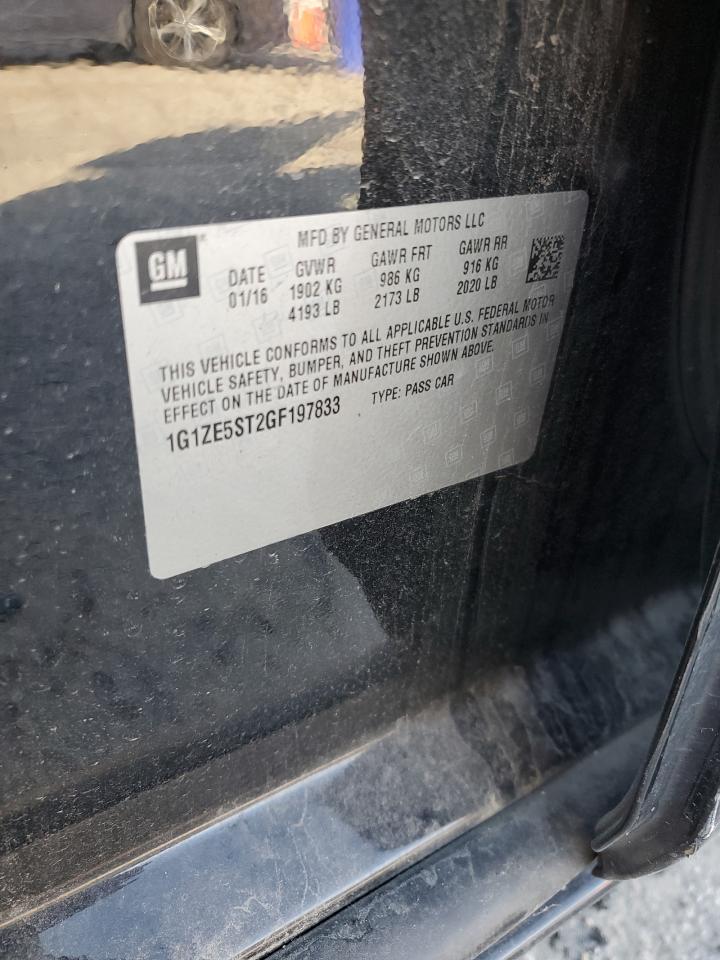 MFD BY GENERAL MOTORS LLC
GM
DATE GVWR GAWR FRT GAWR RR
01/16 1902 KG 986 KG 916 KG
4193 LB 2173 LB 2020 LB
THIS VEHICLE CONFORMS TO ALL APPLICABLE U.S. FEDERAL MOTOR
VEHICLE SAFETY, BUMPER, AND THEFT PREVENTION STANDARDS IN
EFFECT ON THE DATE OF MANUFACTURE SHOWN ABOVE.
1G1ZE5ST2GF197833 TYPE: PASS CAR